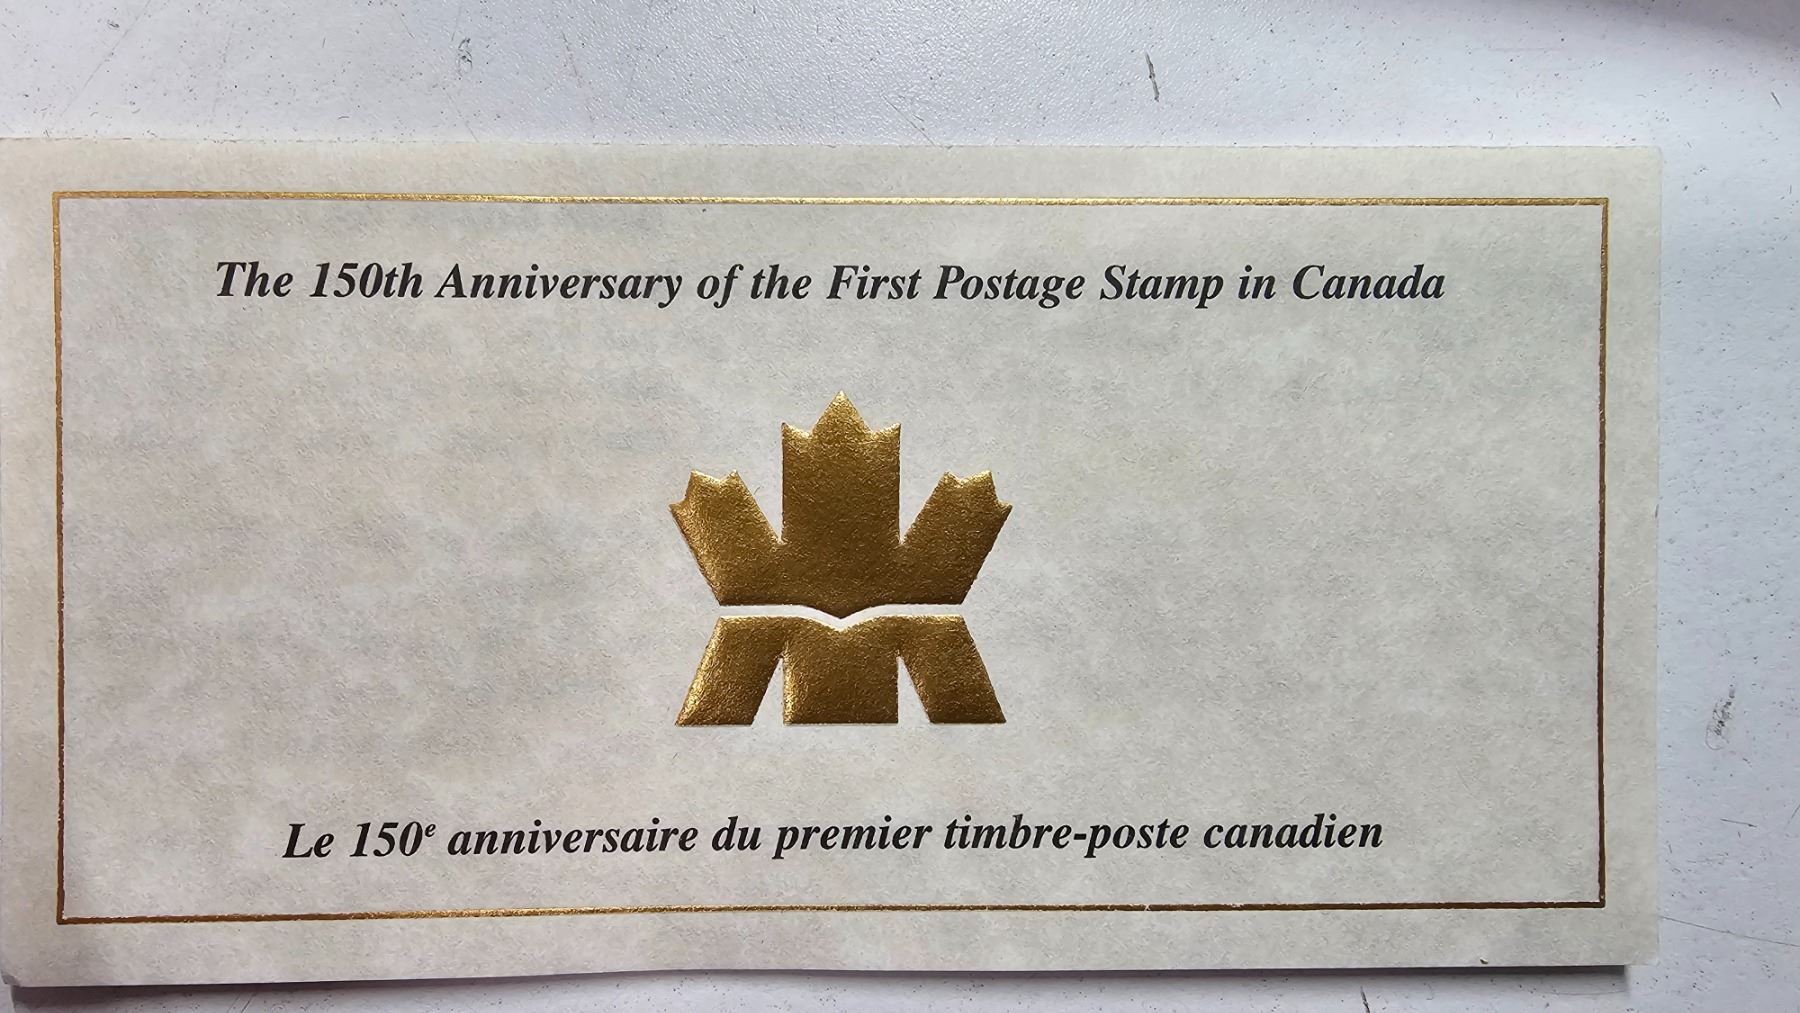 The 150th Anniversary of the First Postage Stamp in Canada
Le 150ᵉ anniversaire du premier timbre-poste canadien